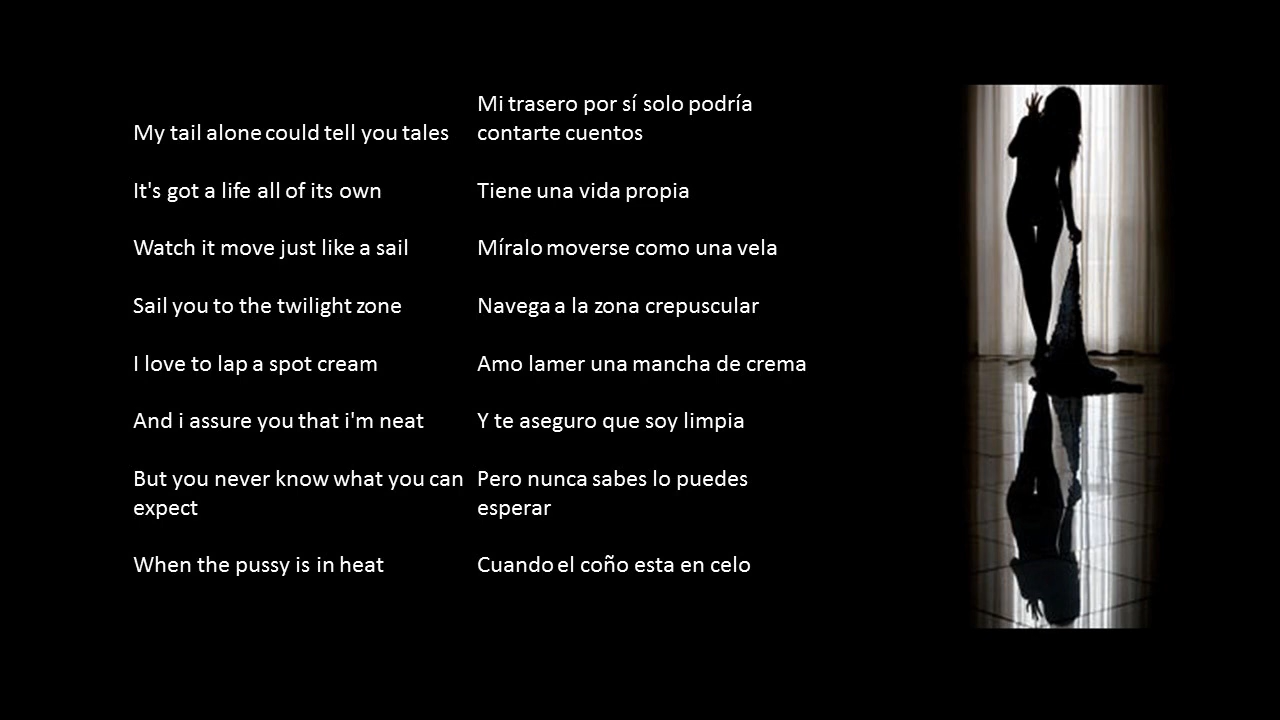 My tail alone could tell you tales
It's got a life all of its own
Watch it move just like a sail
Sail you to the twilight zone
I love to lap a spot cream
And i assure you that i'm neat
But you never know what you can
expect
When the pussy is in heat
Mi trasero por sí solo podría
contarte cuentos
Tiene una vida propia
Míralo moverse como una vela
Navega a la zona crepuscular
Amo lamer una mancha de crema
Y te aseguro que soy limpia
Pero nunca sabes lo puedes
esperar
Cuando el coño esta en celo